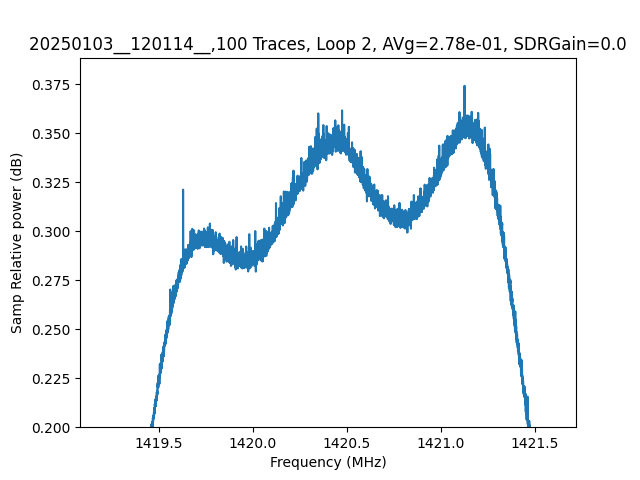 20250103__120114__,100 Traces, Loop 2, AVg=2.78e-01, SDRGain=0.0
0.375
0.350
0.325
0.300
0.275
0.250
0.225
0.200
Samp Relative power (dB)
1419.5 1420.0 1420.5 1421.0 1421.5
Frequency (MHz)